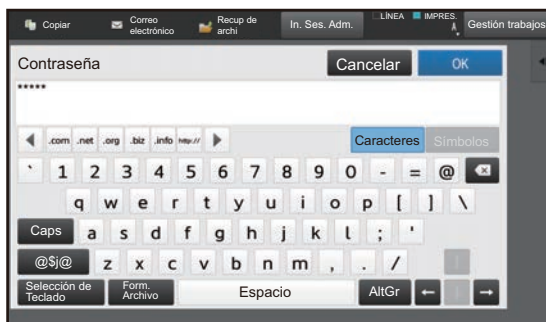 Copiar
Correo
electrónico
Recup de
archi
In. Ses. Adm.
LÍNEA
IMPRES.
Gestión trabajos
Contraseña
Cancelar
OK
*****
.com .net .org .biz .info http://
Caracteres
Símbolos
` 1 2 3 4 5 6 7 8 9 0 - = @
q w e r t y u i o p [ ] \
Caps a s d f g h j k l ; '
@$j@ z x c v b n m , . /
Selección de
Teclado
Form.
Archivo
Espacio
AltGr